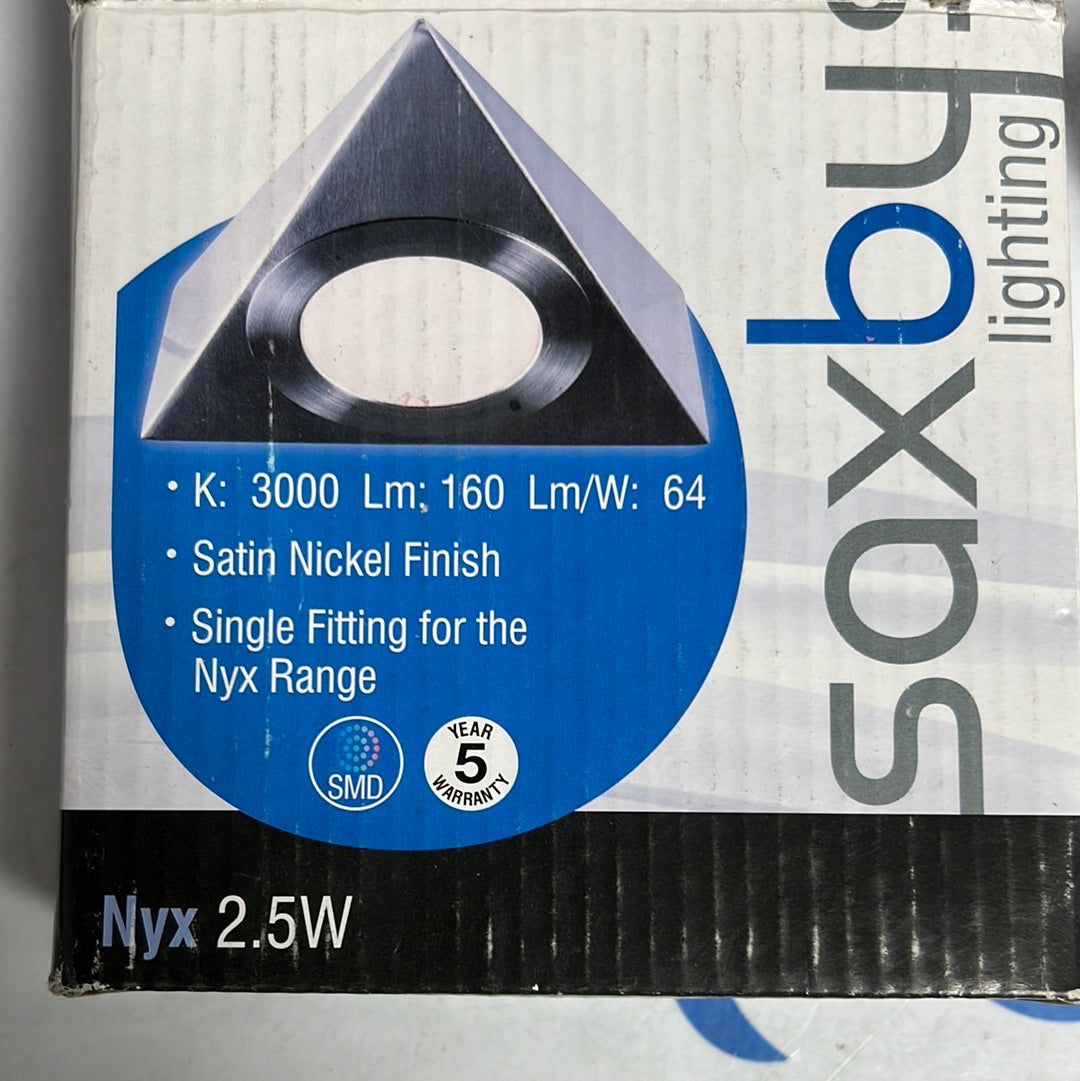 saxby
lighting
• K: 3000 Lm: 160 Lm/W: 64
• Satin Nickel Finish
• Single Fitting for the
Nyx Range
SMD
YEAR
5
WARRANTY
Nyx 2.5W